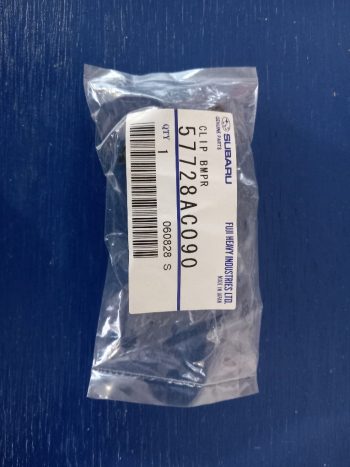 SUBARU
GENUINE PARTS
FUJI HEAVY INDUSTRIES LTD.
MADE IN JAPAN
CLIP BMPR
57728AC090
QTY 1
060828 S